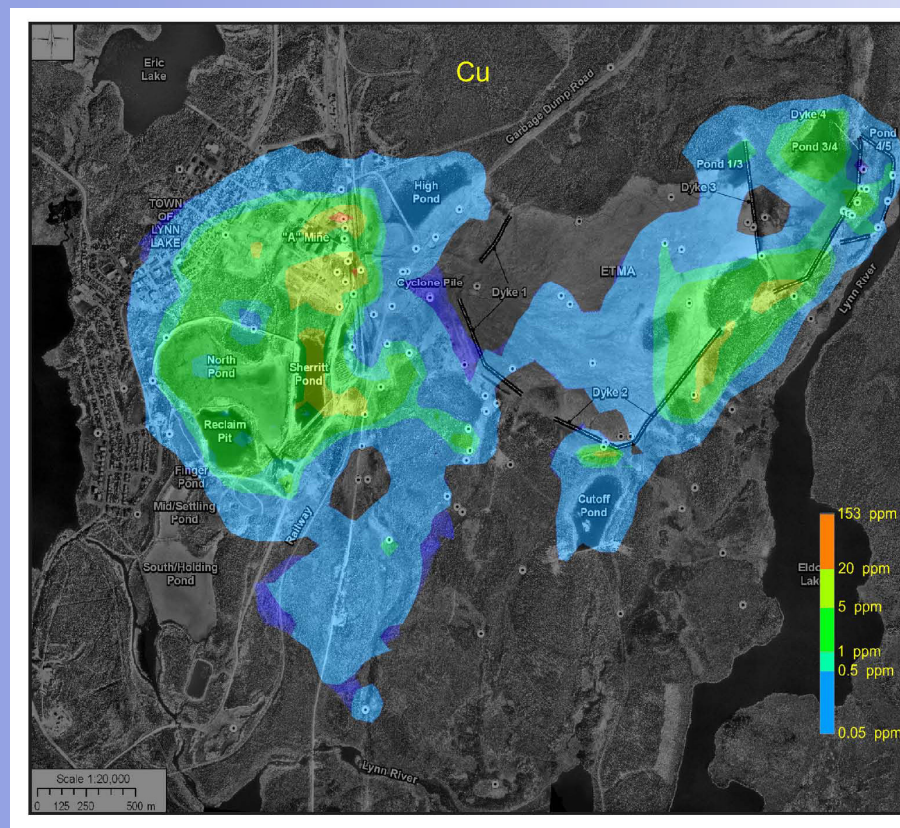 Cu
Eric
Lake
Garbage Dump Road
Dyke 4
Pond
4/5
Pond 3/4
Pond 1/3
Dyke 3
High
Pond
TOWN
OF
LYNN
LAKE
"A" Mine
ETMA
Cyclone Pile
Dyke 1
Lynn River
North
Pond
Sherritt
Pond
Dyke 2
Reclaim
Pit
Finger
Pond
Mid/Settling
Pond
Railway
Cutoff
Pond
South/Holding
Pond
153 ppm
20 ppm
5 ppm
1 ppm
0.5 ppm
0.05 ppm
Lynn River
Scale 1:20,000
0 125 250 500 m